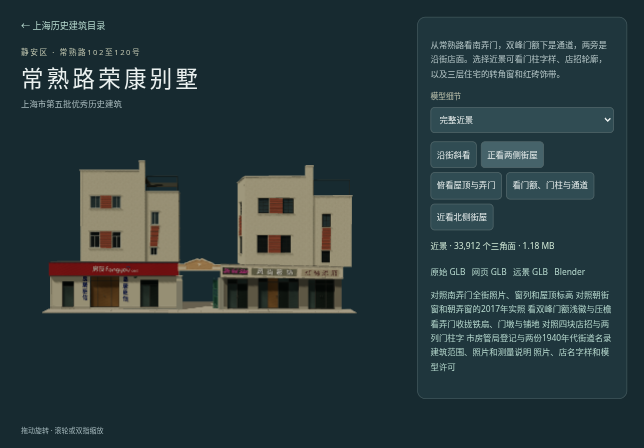 ← 上海历史建筑目录
静安区 · 常熟路102至120号
常熟路荣康别墅
上海市第五批优秀历史建筑
拖动旋转 · 滚轮或双指缩放
从常熟路看南弄门，双峰门额下是通道，两旁是
沿街店面。选择近景可看门柱字样、店招轮廓，
以及三层住宅的转角窗和红砖饰带。
模型细节
完整近景
沿街斜看
正看两侧街屋
俯看屋顶与弄门
看门额、门柱与通道
近看北侧街屋
近景 · 33,912 个三角面 · 1.18 MB
原始 GLB 网页 GLB 远景 GLB Blender
对照南弄门全街照片、窗列和屋顶标高 对照朝街
窗和朝弄窗的2017年实照 看双峰门额浅徽与压檐
看弄门收拢铁扇、门墩与铺地 对照四块店招与两
列门柱字 市房管局登记与两份1940年代街道名录
建筑范围、照片和测量说明 照片、店名字样和模
型许可